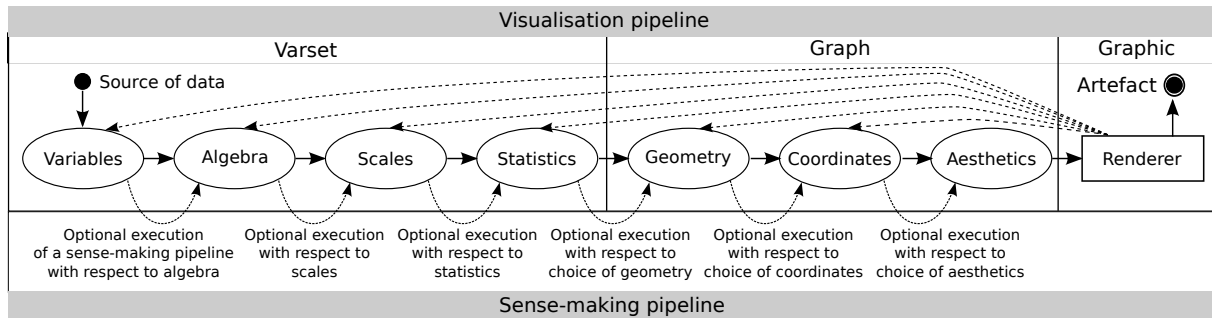 Visualisation pipeline
Varset
Graph
Graphic
Source of data
Artefact
Variables
Algebra
Scales
Statistics
Geometry
Coordinates
Aesthetics
Renderer
Optional execution
of a sense-making pipeline
with respect to algebra
Optional execution
with respect to
scales
Optional execution
with respect to
statistics
Optional execution
with respect to
choice of geometry
Optional execution
with respect to
choice of coordinates
Optional execution
with respect to
choice of aesthetics
Sense-making pipeline